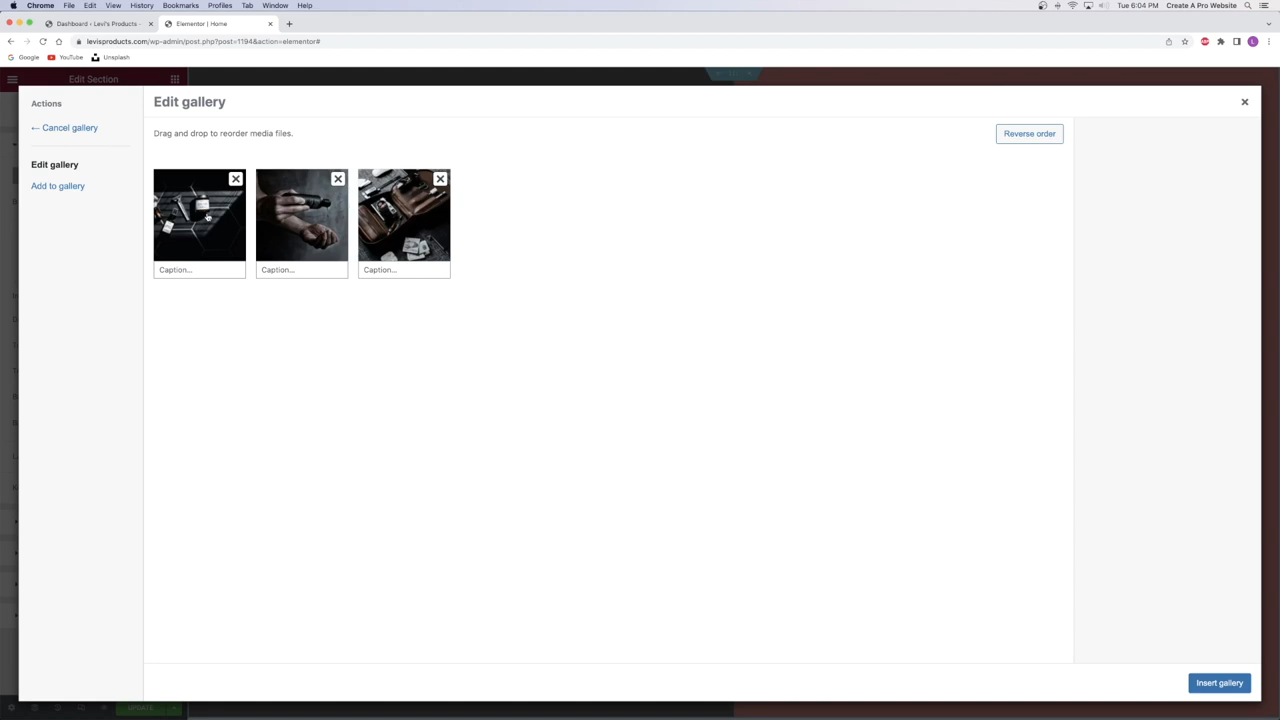 Chrome File Edit View History Bookmarks Profiles Tab Window Help Tue 6:04 PM Create A Pro Website
Dashboard ‹ Levi's Products - Elementor | Home
levisproducts.com/wp-admin/post.php?post=1194&action=elementor#
Google YouTube Unsplash
Edit Section
Actions
Edit gallery
← Cancel gallery
Drag and drop to reorder media files.
Reverse order
Edit gallery
Add to gallery
Caption... Caption... Caption...
Insert gallery
UPDATE